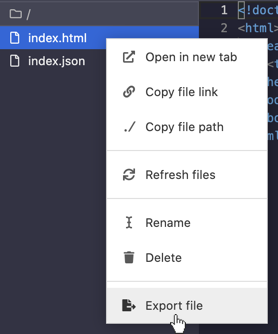 /
1 <!doct
index.html
2 <html>
index.json
Open in new tab
Copy file link
./ Copy file path
Refresh files
Rename
Delete
Export file